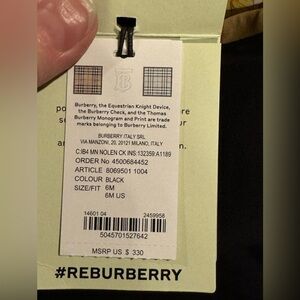 Burberry, the Equestrian Knight Device,
the Burberry Check, and the Thomas
Burberry Monogram and Print are trade
marks belonging to Burberry Limited.
BURBERRY ITALY SRL
VIA MANZONI, 20, 20121 MILANO, ITALY
C:IB4 MN NOLEN CK INS:132359:A1189
ORDER No 4500684452
ARTICLE 8069501 1004
COLOUR BLACK
SIZE/FIT 6M
6M US
14601 04 2459958
5045701527642
MSRP US $ 330
#REBURBERRY